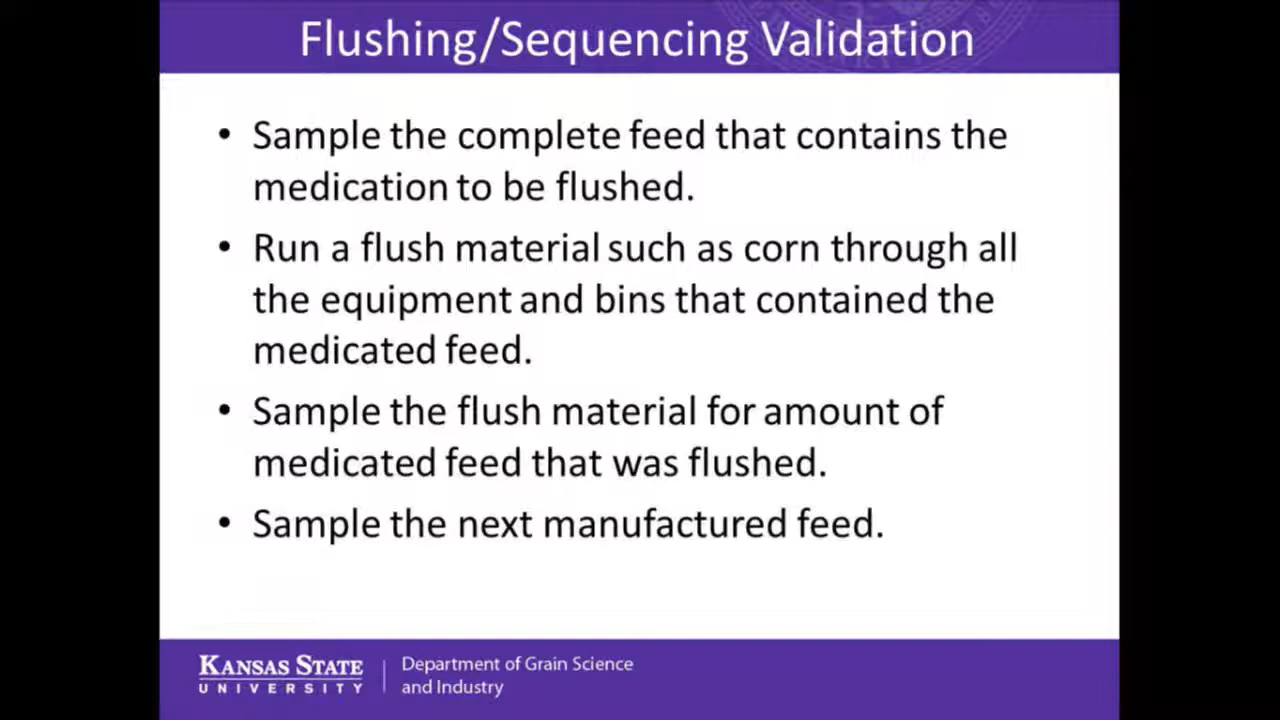 Flushing/Sequencing Validation
• Sample the complete feed that contains the
medication to be flushed.
• Run a flush material such as corn through all
the equipment and bins that contained the
medicated feed.
• Sample the flush material for amount of
medicated feed that was flushed.
• Sample the next manufactured feed.
KANSAS STATE
UNIVERSITY
Department of Grain Science
and Industry